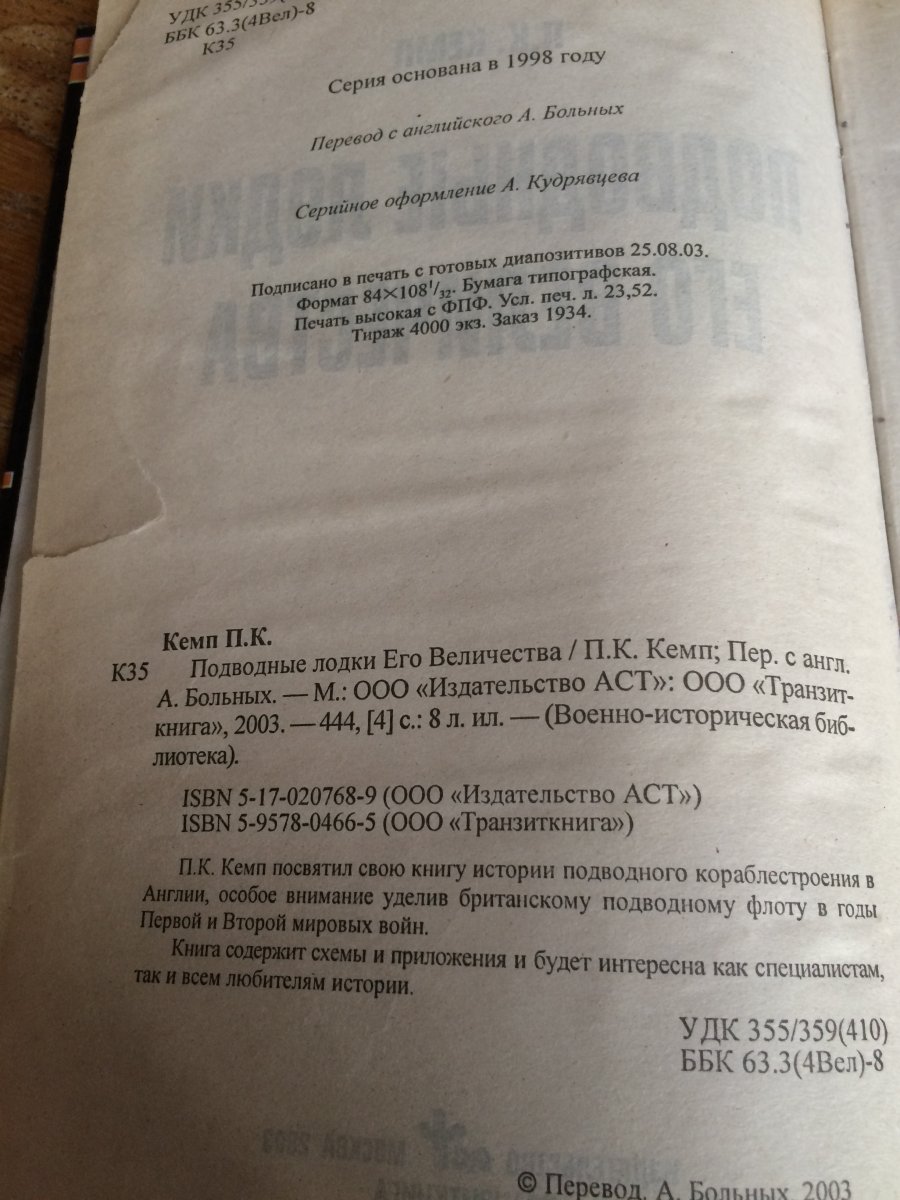 УДК 355/359(
ББК 63.3(4Вел)-8
К35
Серия основана в 1998 году
Перевод с английского А. Больных
Серийное оформление А. Кудрявцева
Подписано в печать с готовых диапозитивов 25.08.03.
Формат 84×108¹/₃₂. Бумага типографская.
Печать высокая с ФПФ. Усл. печ. л. 23,52.
Тираж 4000 экз. Заказ 1934.
Кемп П.К.
К35 Подводные лодки Его Величества / П.К. Кемп; Пер. с англ.
А. Больных. — М.: ООО «Издательство АСТ»: ООО «Транзит-
книга», 2003. — 444, [4] с.: 8 л. ил. — (Военно-историческая биб-
лиотека).
ISBN 5-17-020768-9 (ООО «Издательство АСТ»)
ISBN 5-9578-0466-5 (ООО «Транзиткнига»)
П.К. Кемп посвятил свою книгу истории подводного кораблестроения в
Англии, особое внимание уделив британскому подводному флоту в годы
Первой и Второй мировых войн.
Книга содержит схемы и приложения и будет интересна как специалистам,
так и всем любителям истории.
УДК 355/359(410)
ББК 63.3(4Вел)-8
© Перевод. А. Больных, 2003